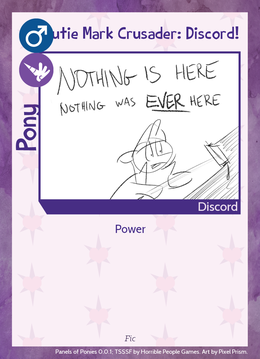 utie Mark Crusader: Discord!
Pony
NOTHING IS HERE
NOTHING WAS EVER HERE
Discord
Power
Fic
Panels of Ponies 0.0.1; TSSSF by Horrible People Games. Art by Pixel Prism.